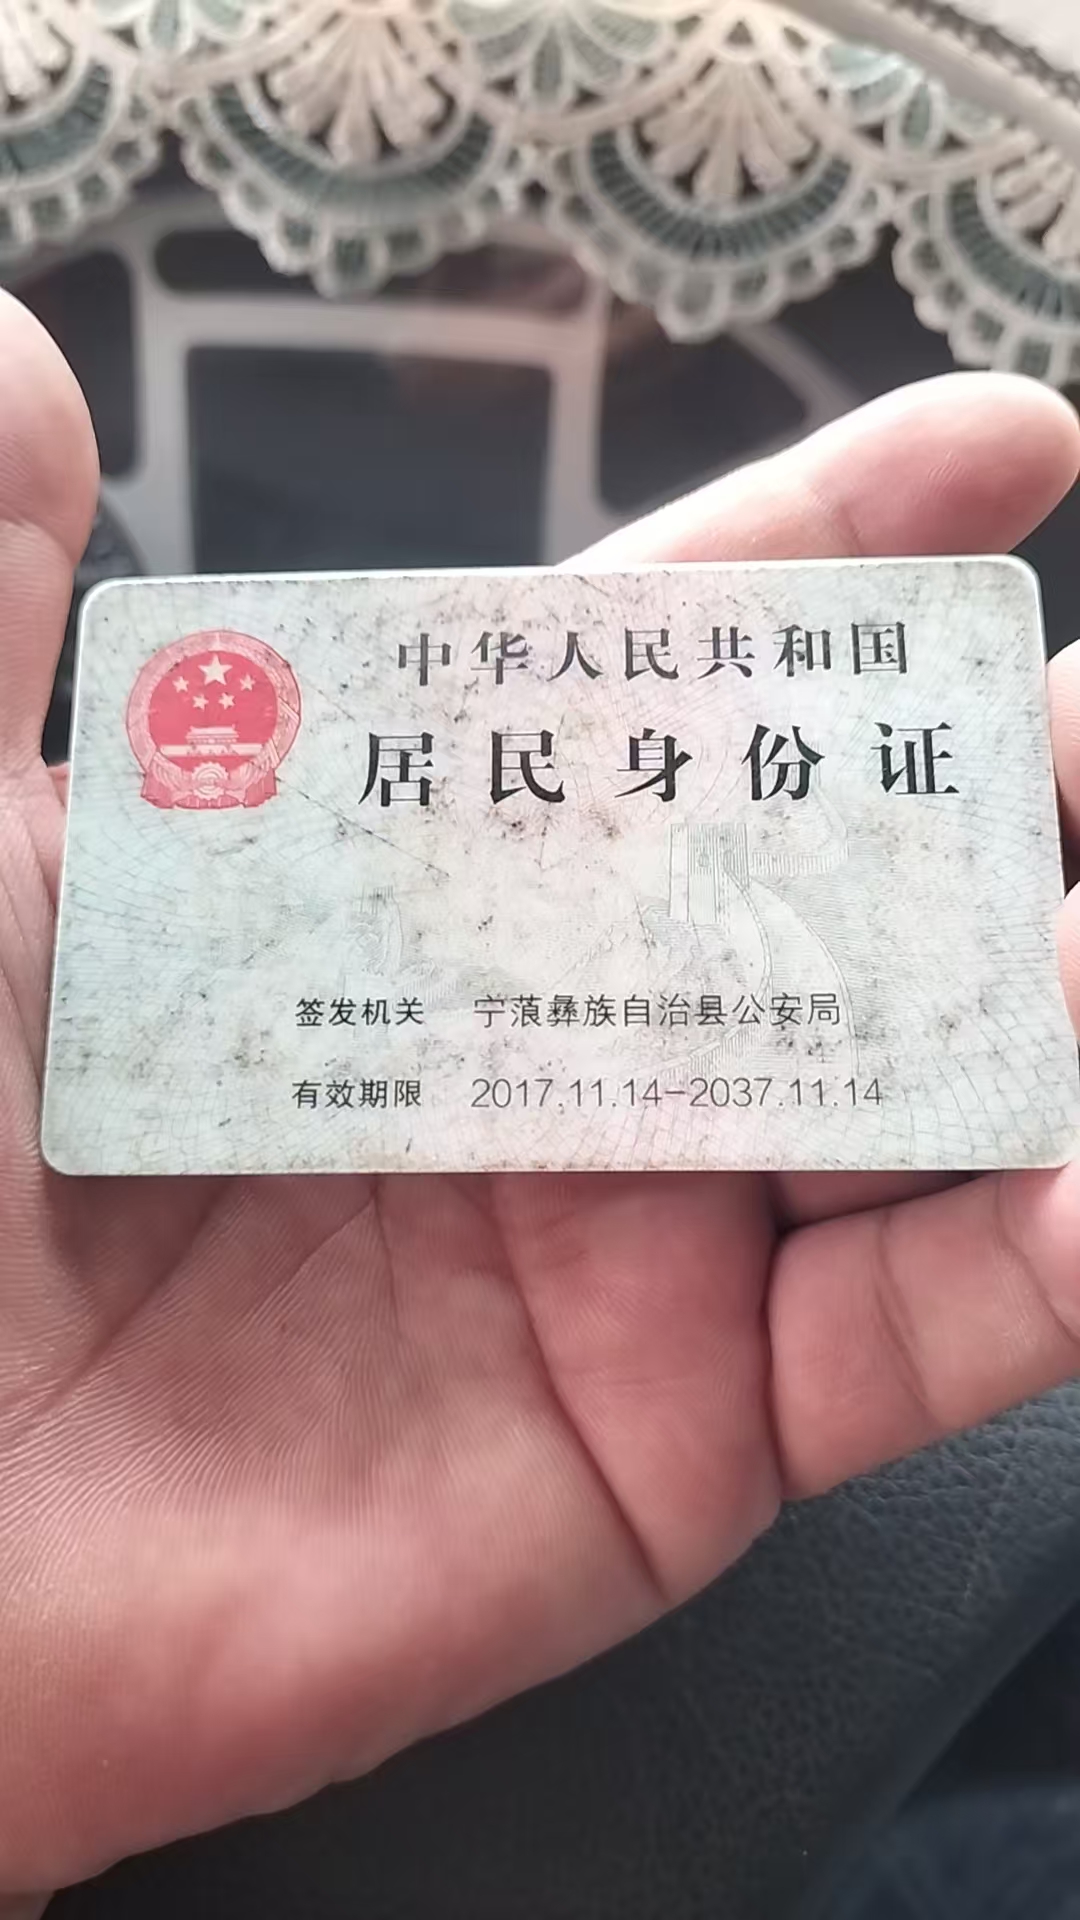 中华人民共和国
居民身份证
签发机关 宁蒗彝族自治县公安局
有效期限 2017.11.14-2037.11.14